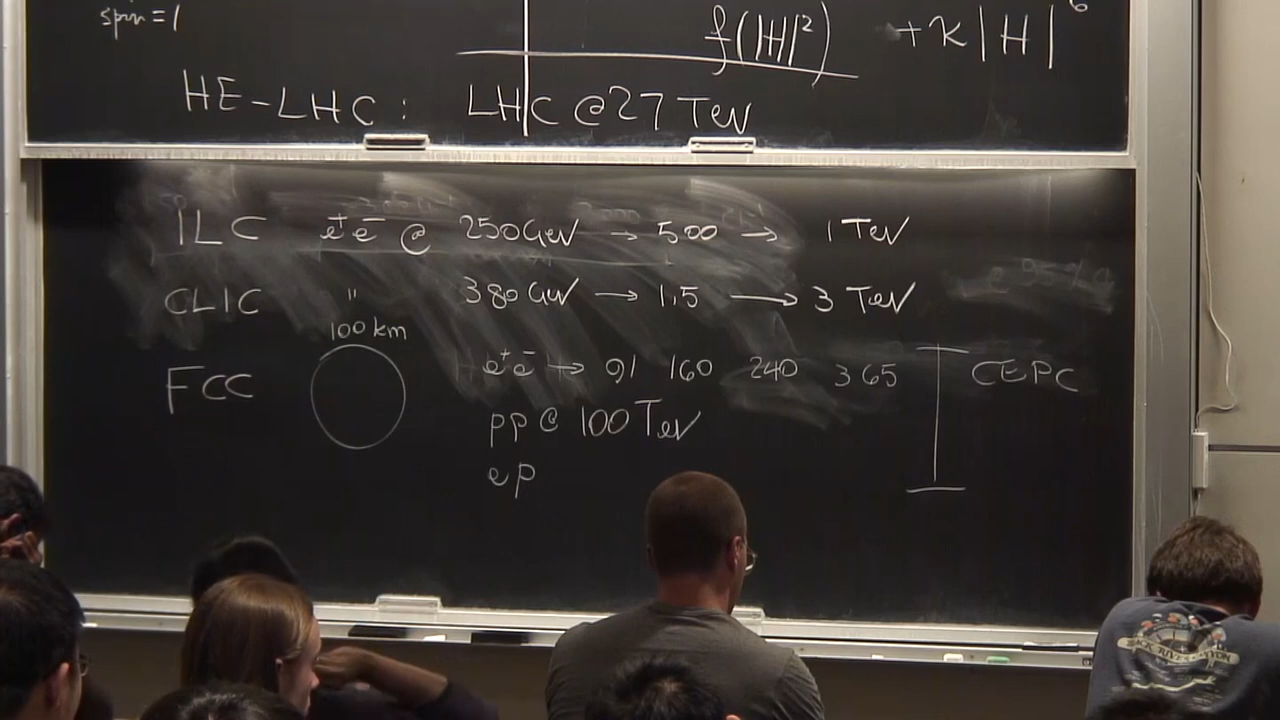 spin = 1
f(|H|²) + κ|H|⁶
HE-LHC : LHC @ 27 TeV
ILC e⁺e⁻ @ 250 GeV → 500 → 1 TeV
CLIC " 380 GeV → 1.5 → 3 TeV
100 km
FCC e⁺e⁻ → 91 160 240 365 CEPC
pp @ 100 TeV
ep